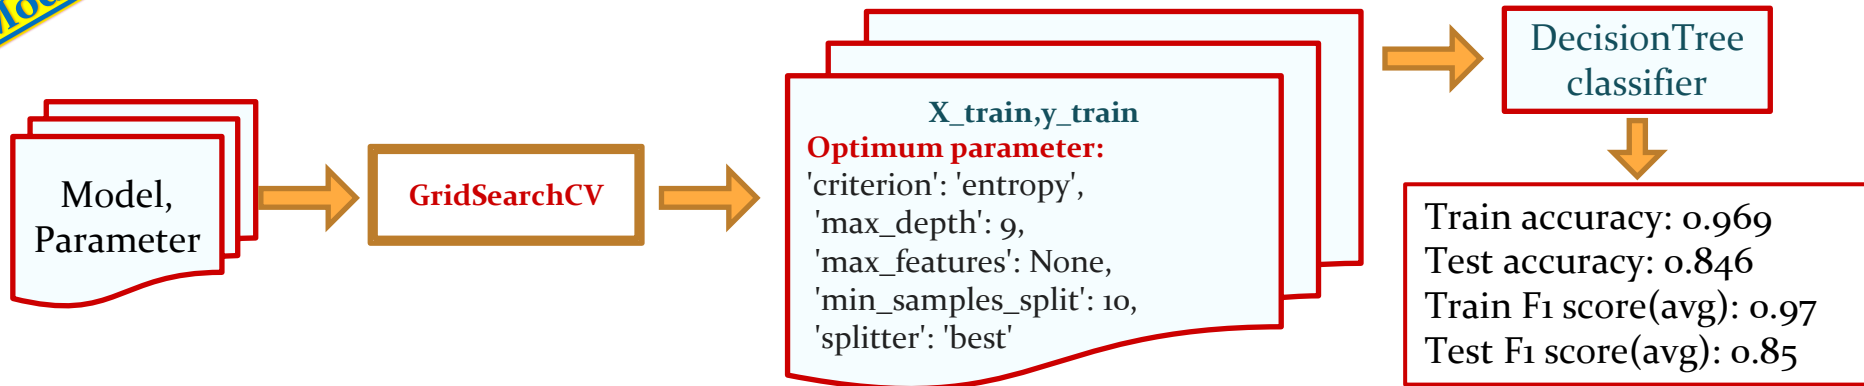 Model,
Parameter
GridSearchCV
X_train,y_train
Optimum parameter:
'criterion': 'entropy',
'max_depth': 9,
'max_features': None,
'min_samples_split': 10,
'splitter': 'best'
DecisionTree
classifier
Train accuracy: 0.969
Test accuracy: 0.846
Train F1 score(avg): 0.97
Test F1 score(avg): 0.85